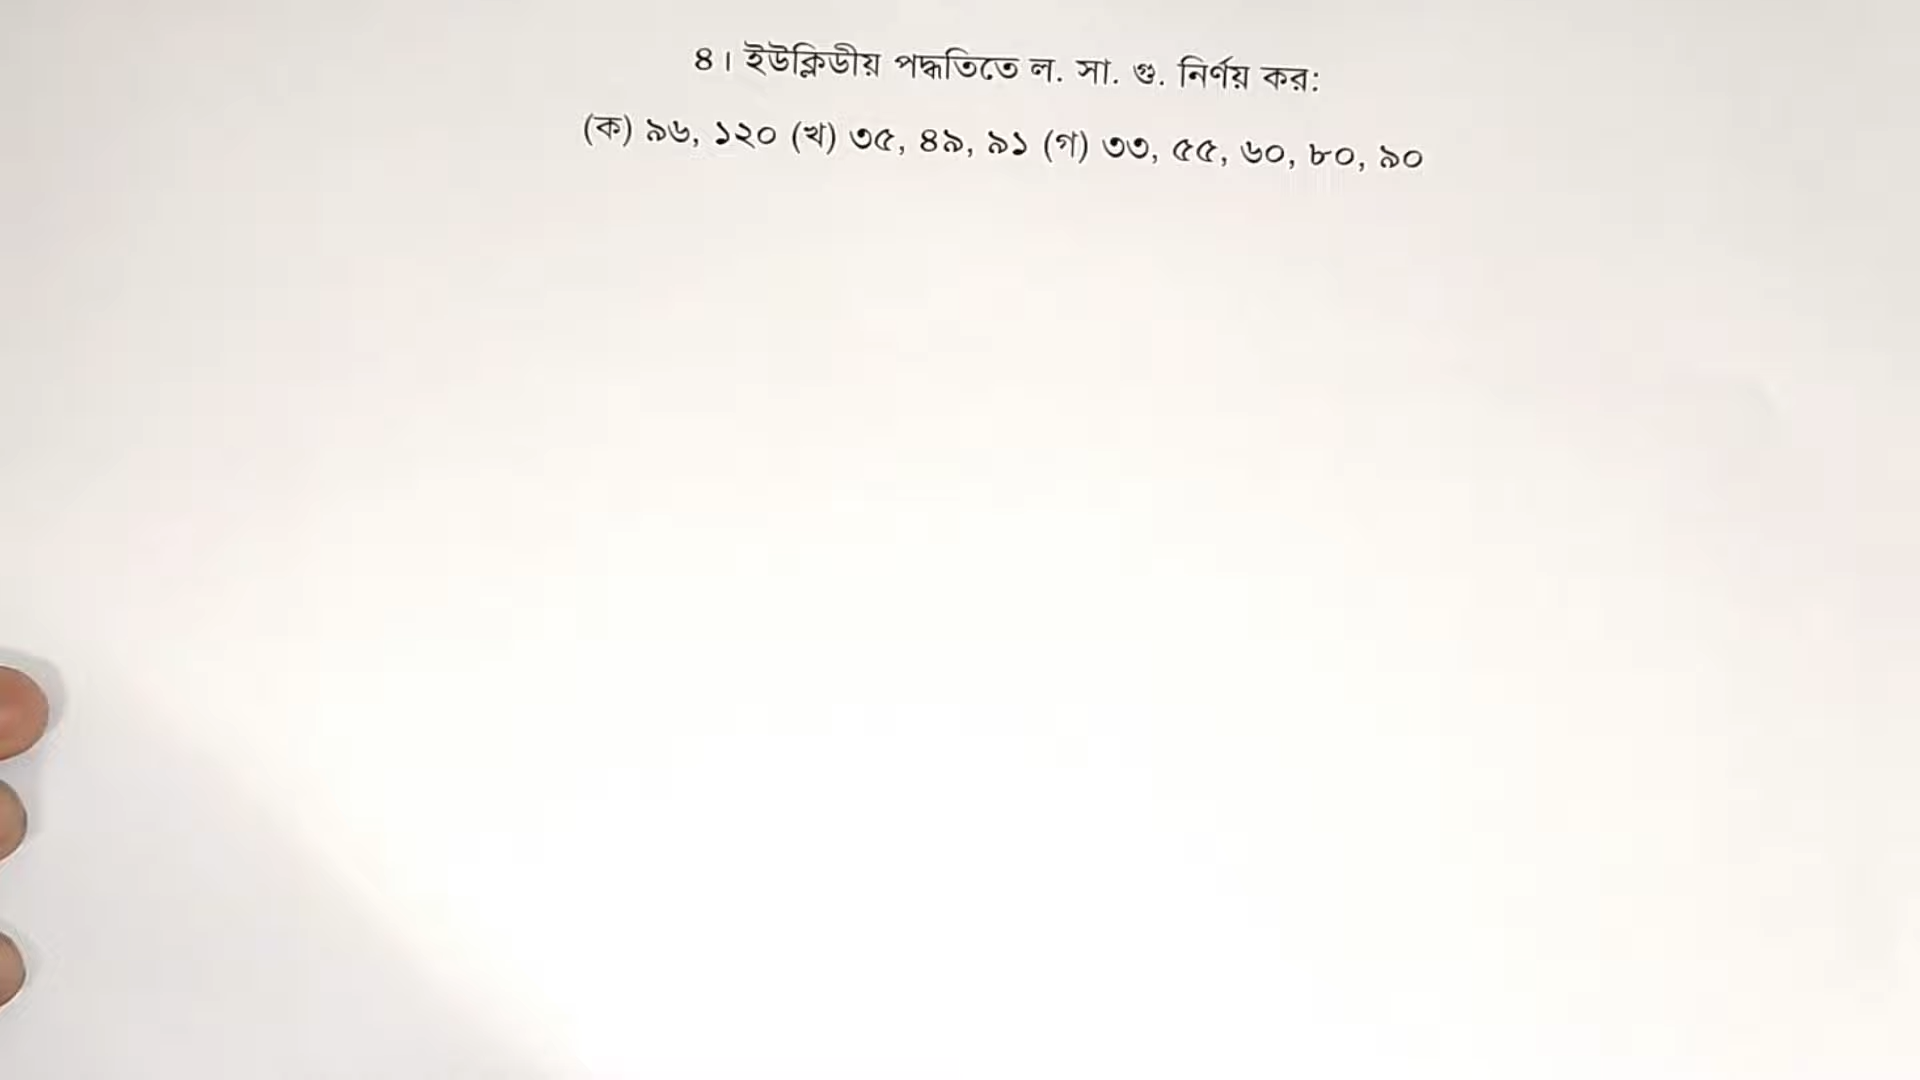 ৪। ইউক্লিডীয় পদ্ধতিতে ল. সা. গু. নির্ণয় কর:
(ক) ৯৬, ১২০ (খ) ৩৫, ৪৯, ৯১ (গ) ৩৩, ৫৫, ৬০, ৮০, ৯০